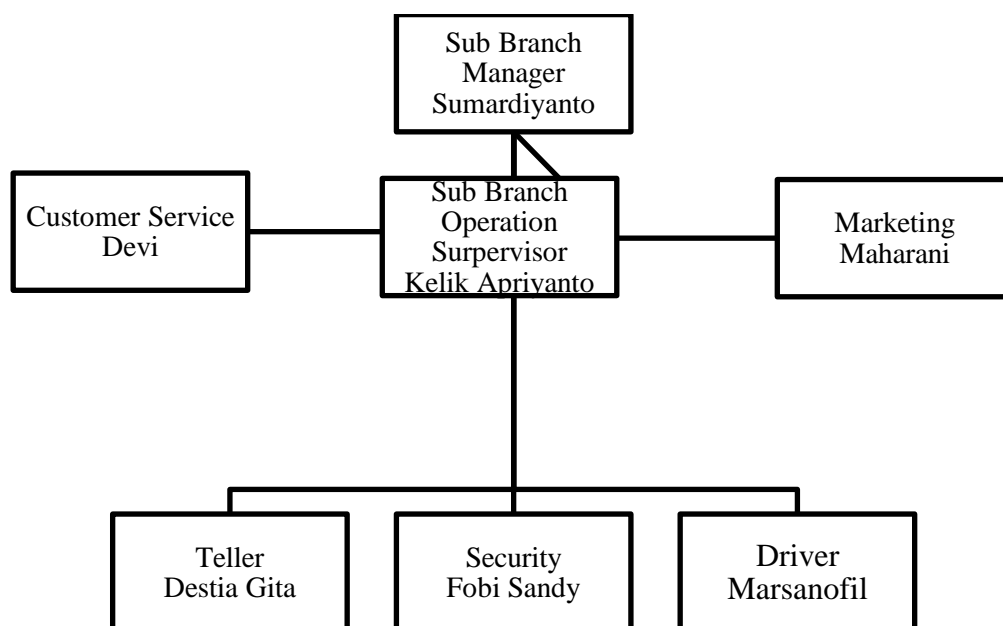 Sub Branch
Manager
Sumardiyanto
Customer Service
Devi
Sub Branch
Operation
Surpervisor
Kelik Apriyanto
Marketing
Maharani
Teller
Destia Gita
Security
Fobi Sandy
Driver
Marsanofil